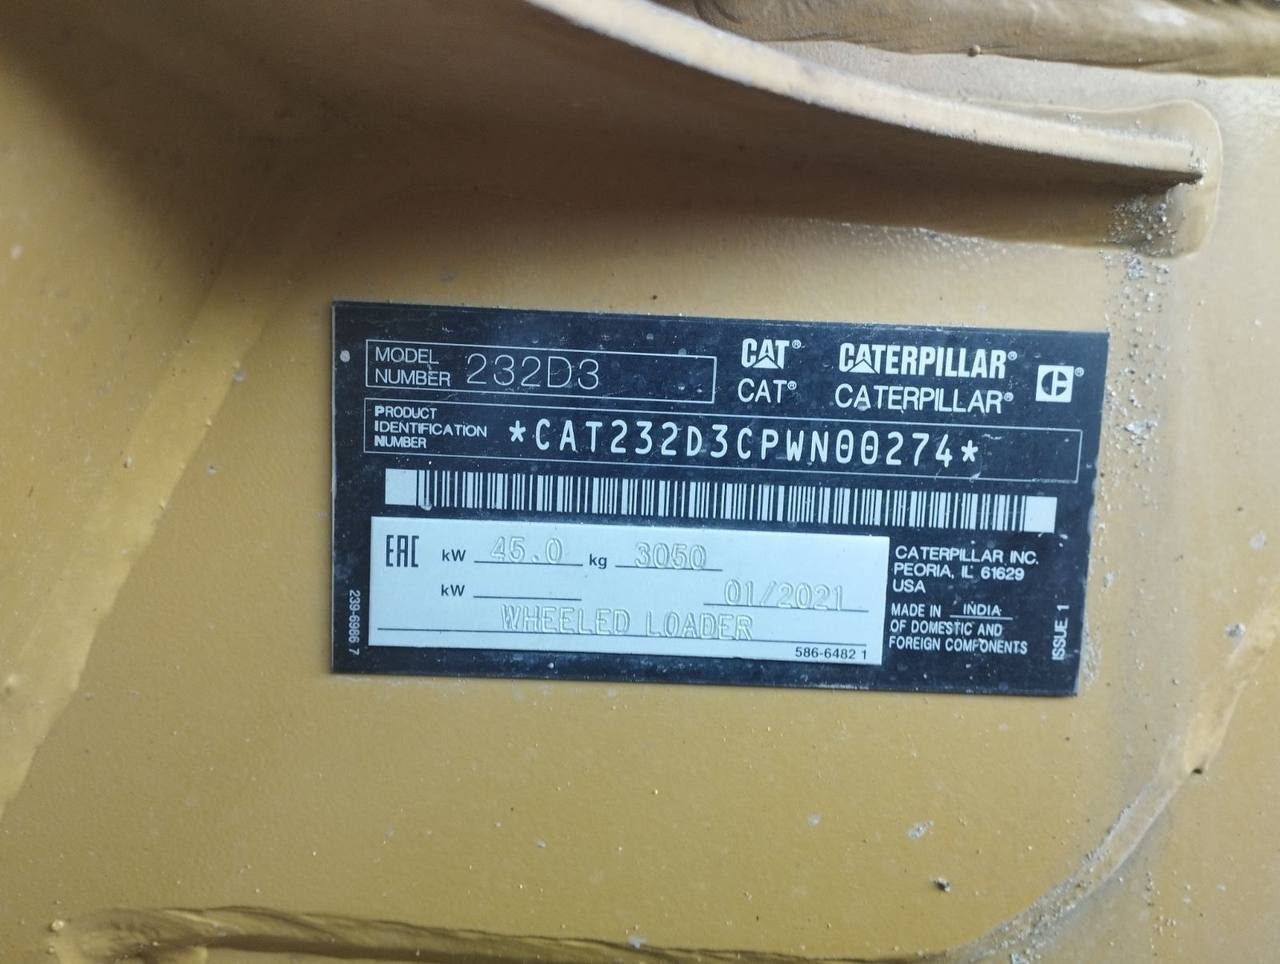 MODEL NUMBER 232D3
CAT® CATERPILLAR®
CAT® CATERPILLAR®
C®
PRODUCT IDENTIFICATION NUMBER *CAT232D3CPWN00274*
EAC kW 45.0 kg 3050
kW 01/2021
WHEELED LOADER
586-6482 1
CATERPILLAR INC.
PEORIA, IL 61629
USA
MADE IN INDIA
OF DOMESTIC AND
FOREIGN COMPONENTS
239-6966 7
ISSUE 1